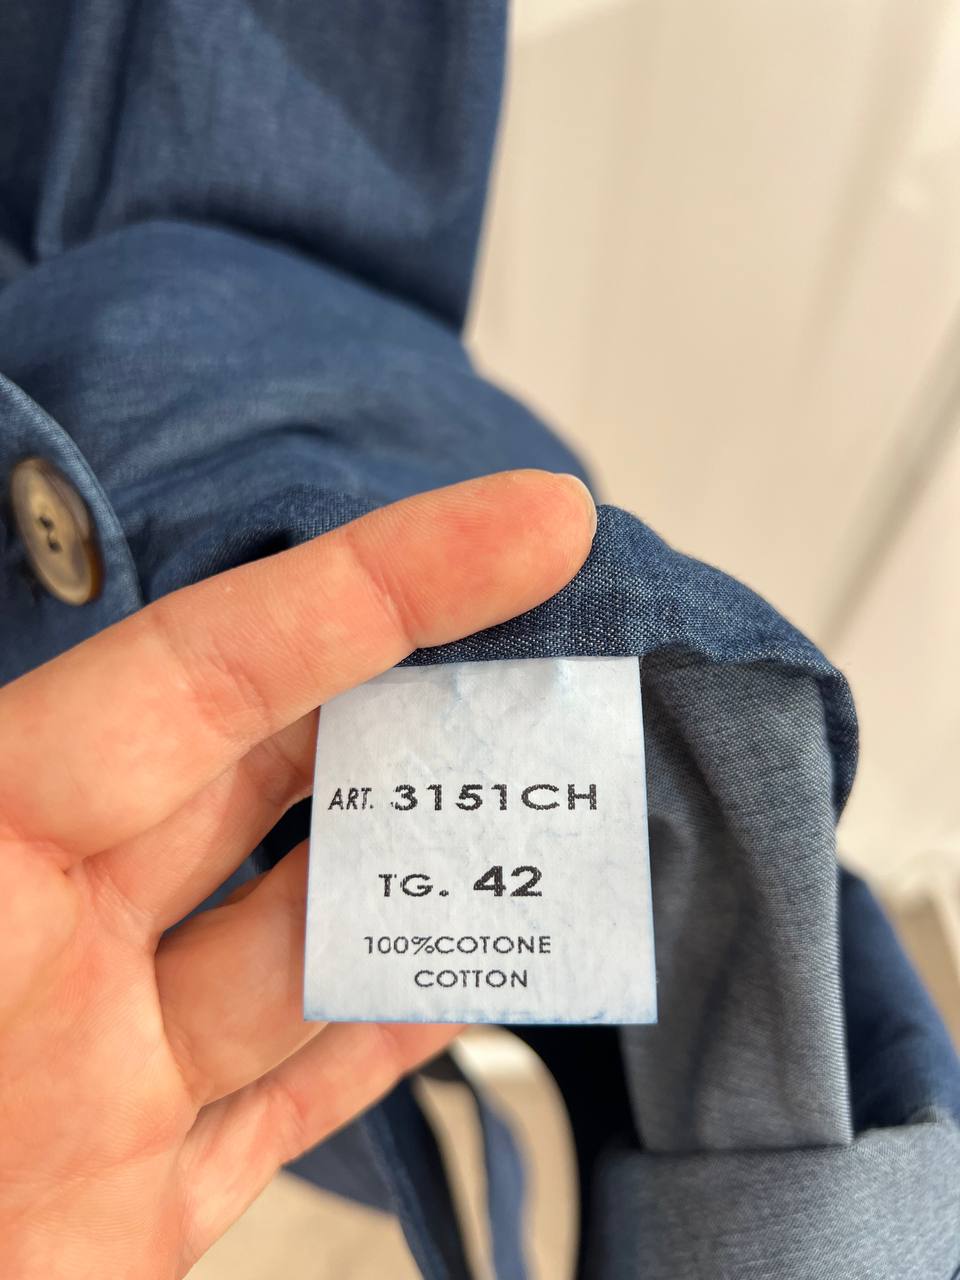 ART. 3151CH
TG. 42
100%COTONE
COTTON